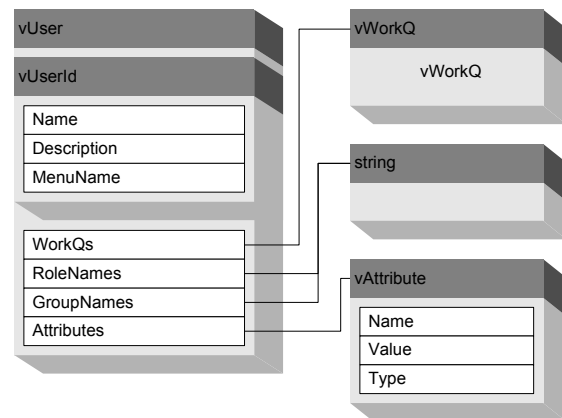 vUser
vUserId
Name
Description
MenuName
WorkQs
RoleNames
GroupNames
Attributes
vWorkQ
vWorkQ
string
vAttribute
Name
Value
Type